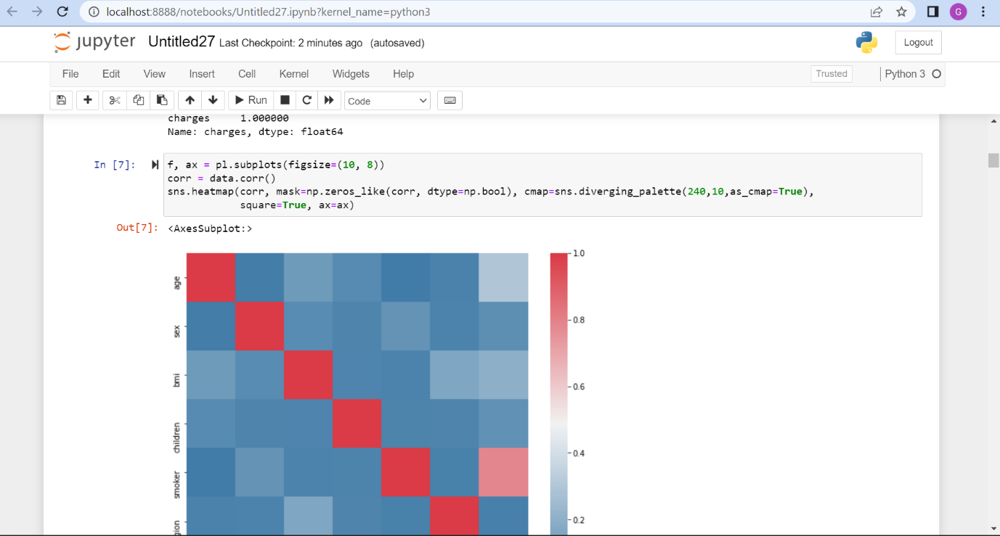 localhost:8888/notebooks/Untitled27.ipynb?kernel_name=python3
G
jupyter Untitled27 Last Checkpoint: 2 minutes ago (autosaved)
Logout
File Edit View Insert Cell Kernel Widgets Help
Trusted
Python 3
Run
Code
charges 1.000000
Name: charges, dtype: float64
In [7]:
f, ax = pl.subplots(figsize=(10, 8))
corr = data.corr()
sns.heatmap(corr, mask=np.zeros_like(corr, dtype=np.bool), cmap=sns.diverging_palette(240,10,as_cmap=True),
square=True, ax=ax)
Out[7]: <AxesSubplot:>
age
sex
bmi
children
smoker
gion
1.0
0.8
0.6
0.4
0.2